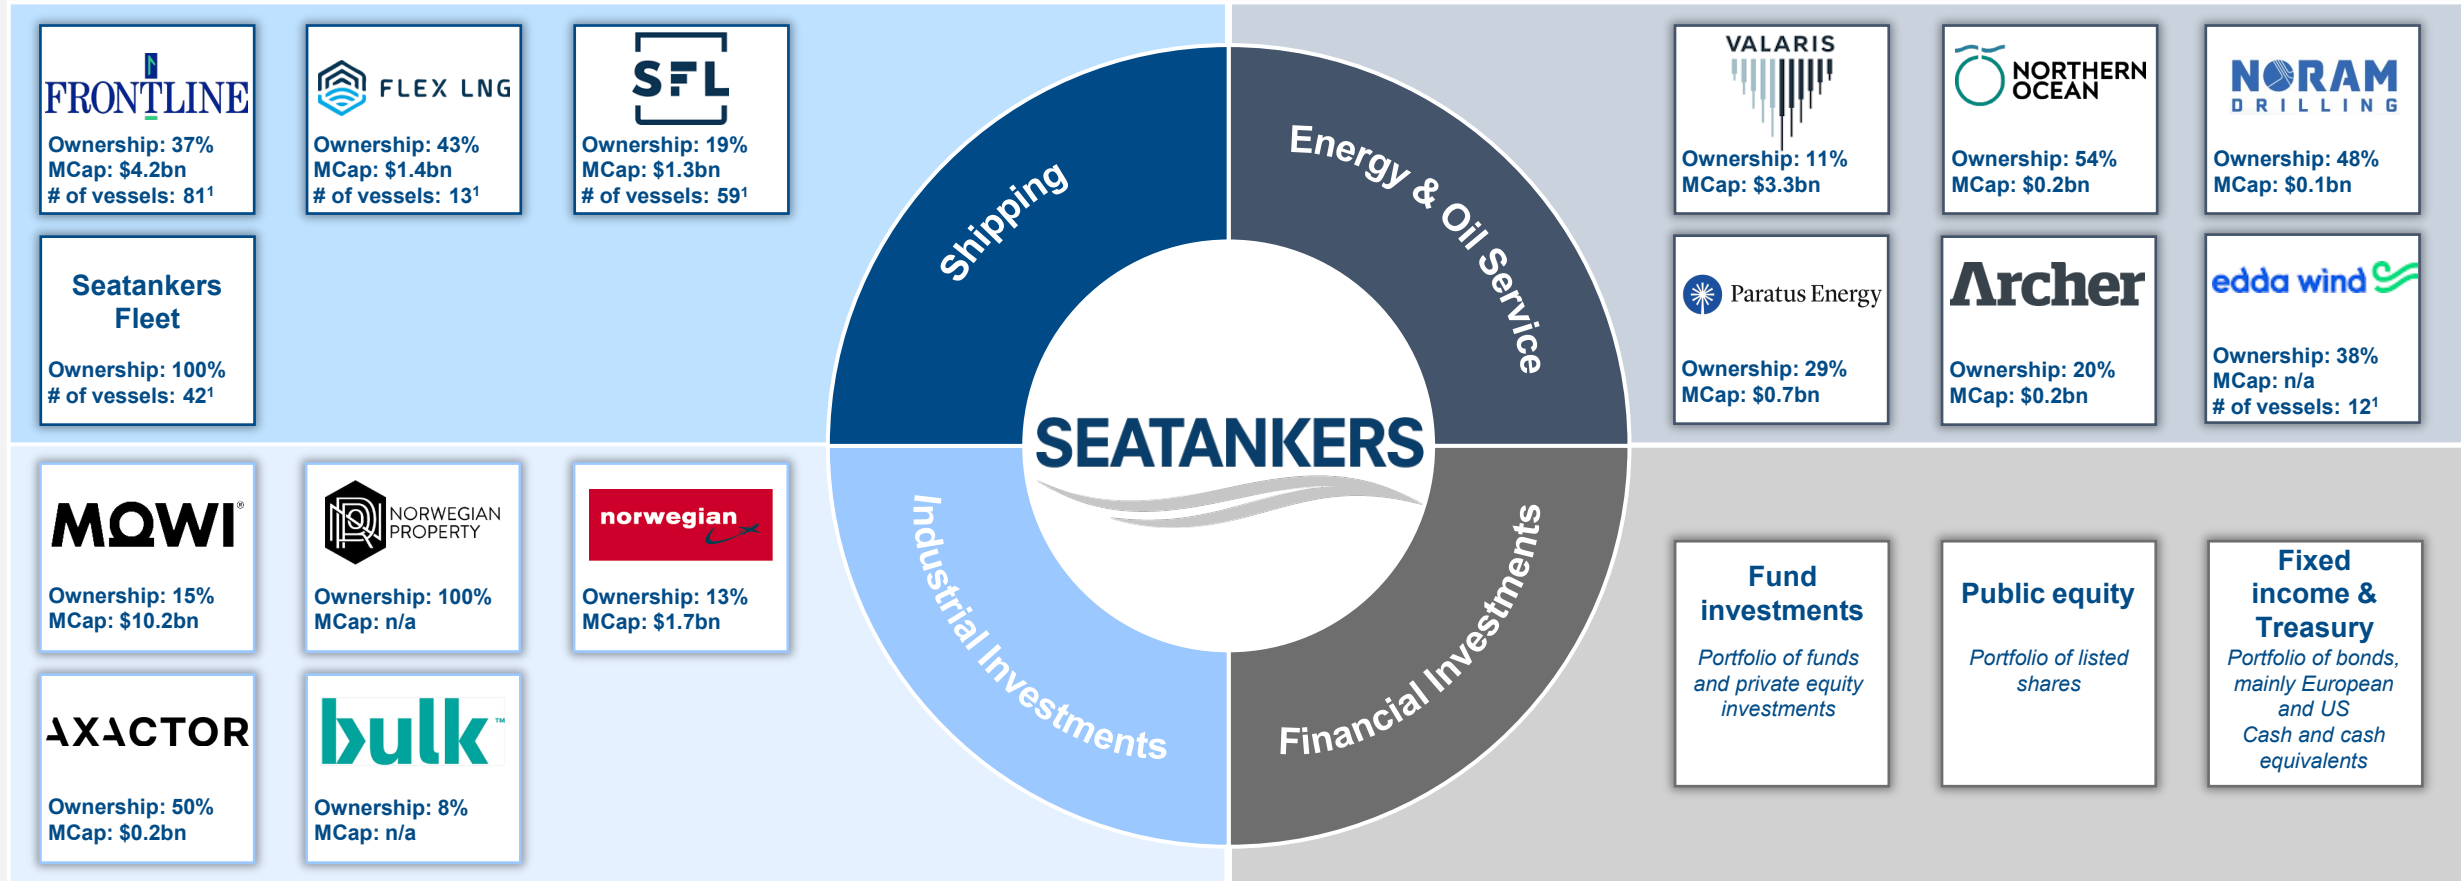 FRONTLINE
Ownership: 37%
MCap: $4.2bn
# of vessels: 81¹
FLEX LNG
Ownership: 43%
MCap: $1.4bn
# of vessels: 13¹
SFL
Ownership: 19%
MCap: $1.3bn
# of vessels: 59¹
Seatankers
Fleet
Ownership: 100%
# of vessels: 42¹
Shipping
Energy & Oil Service
VALARIS
Ownership: 11%
MCap: $3.3bn
NORTHERN
OCEAN
Ownership: 54%
MCap: $0.2bn
NORAM
DRILLING
Ownership: 48%
MCap: $0.1bn
Paratus Energy
Ownership: 29%
MCap: $0.7bn
Archer
Ownership: 20%
MCap: $0.2bn
edda wind
Ownership: 38%
MCap: n/a
# of vessels: 12¹
SEATANKERS
MOWI®
Ownership: 15%
MCap: $10.2bn
NORWEGIAN
PROPERTY
Ownership: 100%
MCap: n/a
norwegian
Ownership: 13%
MCap: $1.7bn
AXACTOR
Ownership: 50%
MCap: $0.2bn
bulk™
Ownership: 8%
MCap: n/a
Industrial Investments
Financial Investments
Fund
investments
Portfolio of funds
and private equity
investments
Public equity
Portfolio of listed
shares
Fixed
income &
Treasury
Portfolio of bonds,
mainly European
and US
Cash and cash
equivalents